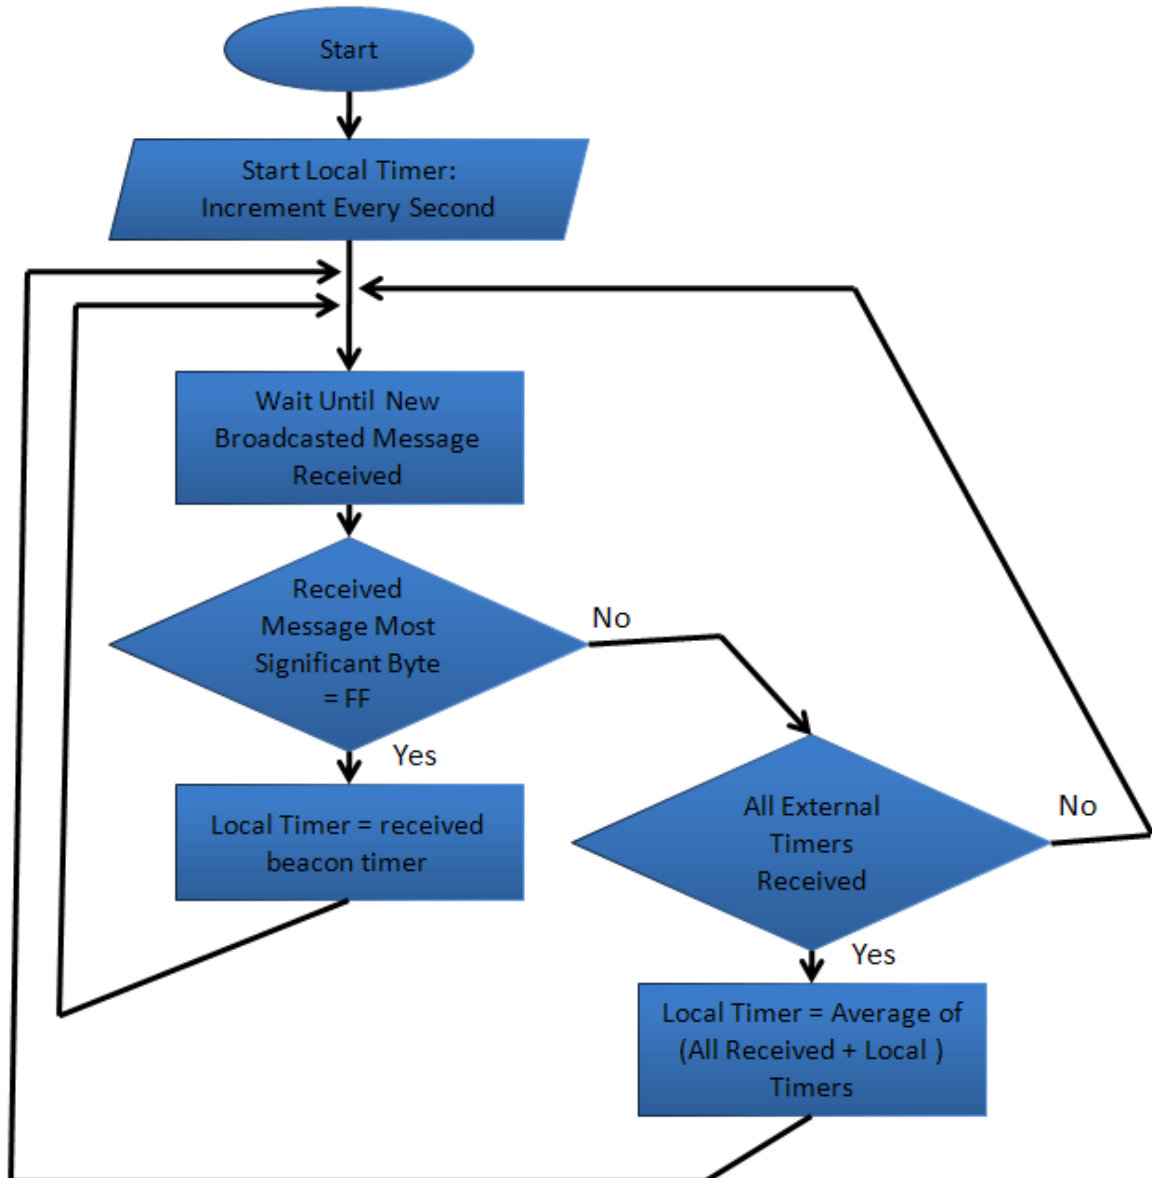 Start
Start Local Timer:
Increment Every Second
Wait Until New
Broadcasted Message
Received
Received
Message Most
Significant Byte
= FF
No
Yes
Local Timer = received
beacon timer
All External
Timers
Received
No
Yes
Local Timer = Average of
(All Received + Local )
Timers